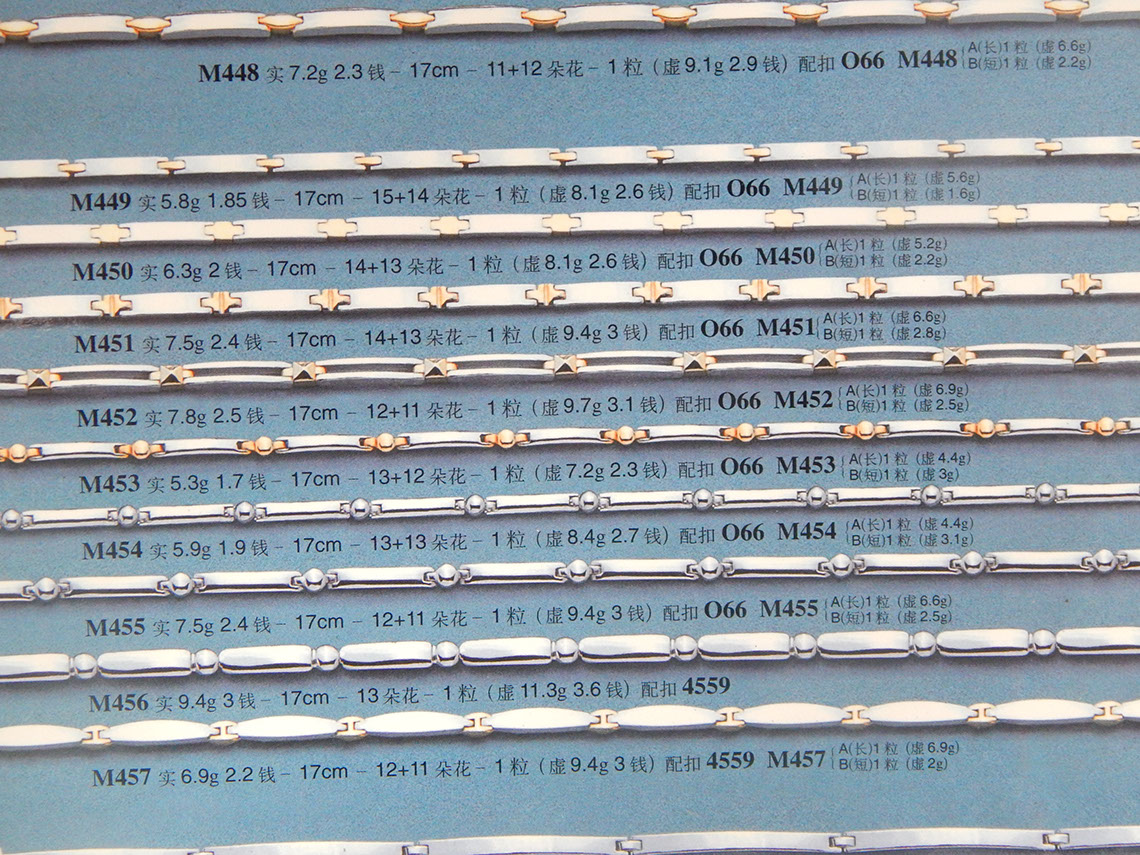 M448 实 7.2g 2.3 钱 – 17cm – 11+12 朵花 – 1 粒 (虚 9.1g 2.9 钱) 配扣 O66 M448 A(长)1 粒 (虚 6.6g)
B(短)1 粒 (虚 2.2g)
M449 实 5.8g 1.85 钱 – 17cm – 15+14 朵花 – 1 粒 (虚 8.1g 2.6 钱) 配扣 O66 M449 A(长)1 粒 (虚 5.6g)
B(短)1 粒 (虚 1.6g)
M450 实 6.3g 2 钱 – 17cm – 14+13 朵花 – 1 粒 (虚 8.1g 2.6 钱) 配扣 O66 M450 A(长)1 粒 (虚 5.2g)
B(短)1 粒 (虚 2.2g)
M451 实 7.5g 2.4 钱 – 17cm – 14+13 朵花 – 1 粒 (虚 9.4g 3 钱) 配扣 O66 M451 A(长)1 粒 (虚 6.6g)
B(短)1 粒 (虚 2.8g)
M452 实 7.8g 2.5 钱 – 17cm – 12+11 朵花 – 1 粒 (虚 9.7g 3.1 钱) 配扣 O66 M452 A(长)1 粒 (虚 6.9g)
B(短)1 粒 (虚 2.5g)
M453 实 5.3g 1.7 钱 – 17cm – 13+12 朵花 – 1 粒 (虚 7.2g 2.3 钱) 配扣 O66 M453 A(长)1 粒 (虚 4.4g)
B(短)1 粒 (虚 3g)
M454 实 5.9g 1.9 钱 – 17cm – 13+13 朵花 – 1 粒 (虚 8.4g 2.7 钱) 配扣 O66 M454 A(长)1 粒 (虚 4.4g)
B(短)1 粒 (虚 3.1g)
M455 实 7.5g 2.4 钱 – 17cm – 12+11 朵花 – 1 粒 (虚 9.4g 3 钱) 配扣 O66 M455 A(长)1 粒 (虚 6.6g)
B(短)1 粒 (虚 2.5g)
M456 实 9.4g 3 钱 – 17cm – 13 朵花 – 1 粒 (虚 11.3g 3.6 钱) 配扣 4559
M457 实 6.9g 2.2 钱 – 17cm – 12+11 朵花 – 1 粒 (虚 9.4g 3 钱) 配扣 4559 M457 A(长)1 粒 (虚 6.9g)
B(短)1 粒 (虚 2g)